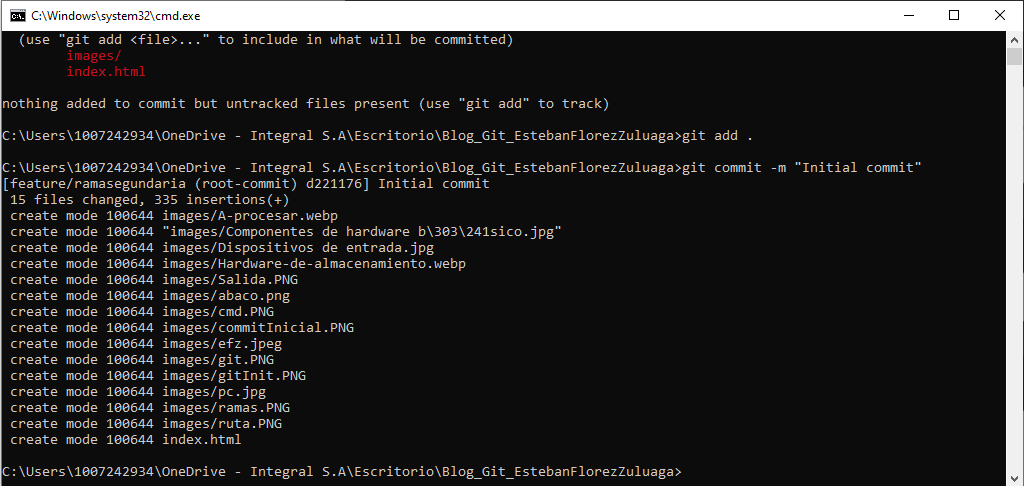 C:\Windows\system32\cmd.exe
(use "git add <file>..." to include in what will be committed)
images/
index.html
nothing added to commit but untracked files present (use "git add" to track)
C:\Users\1007242934\OneDrive - Integral S.A\Escritorio\Blog_Git_EstebanFlorezZuluaga>git add .
C:\Users\1007242934\OneDrive - Integral S.A\Escritorio\Blog_Git_EstebanFlorezZuluaga>git commit -m "Initial commit"
[feature/ramasegundaria (root-commit) d221176] Initial commit
15 files changed, 335 insertions(+)
create mode 100644 images/A-procesar.webp
create mode 100644 "images/Componentes de hardware b\303\241sico.jpg"
create mode 100644 images/Dispositivos de entrada.jpg
create mode 100644 images/Hardware-de-almacenamiento.webp
create mode 100644 images/Salida.PNG
create mode 100644 images/abaco.png
create mode 100644 images/cmd.PNG
create mode 100644 images/commitInicial.PNG
create mode 100644 images/efz.jpeg
create mode 100644 images/git.PNG
create mode 100644 images/gitInit.PNG
create mode 100644 images/pc.jpg
create mode 100644 images/ramas.PNG
create mode 100644 images/ruta.PNG
create mode 100644 index.html
C:\Users\1007242934\OneDrive - Integral S.A\Escritorio\Blog_Git_EstebanFlorezZuluaga>